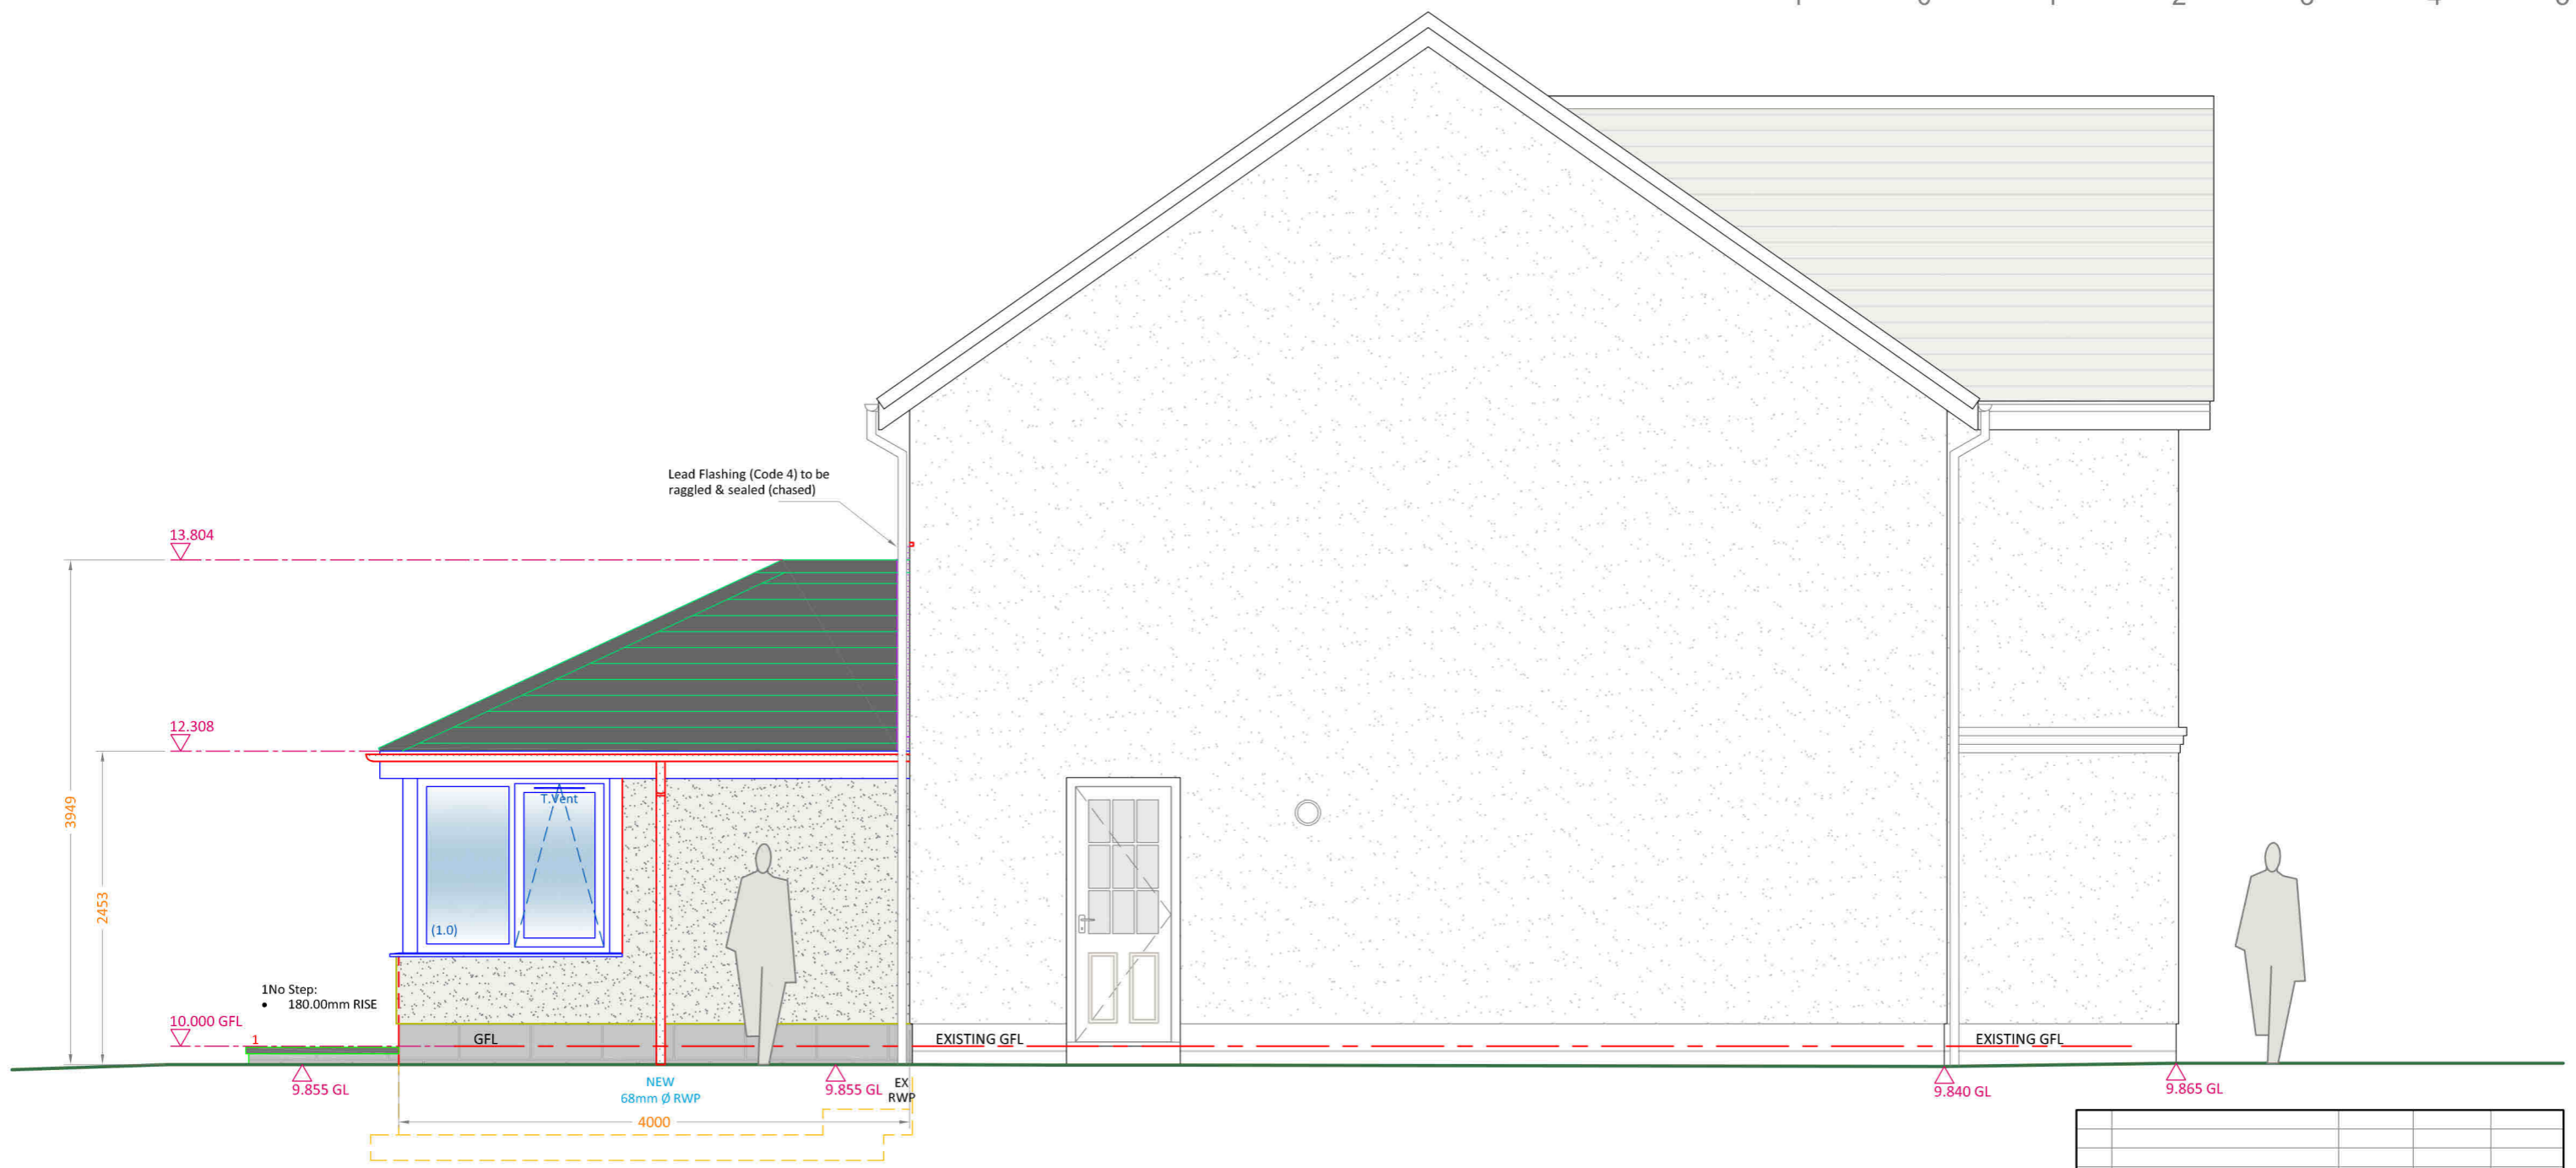 Lead Flashing (Code 4) to be
raggled & sealed (chased)
13.804
12.308
3949
2453
T.Vent
(1.0)
1No Step:
• 180.00mm RISE
10.000 GFL
1
GFL
EXISTING GFL
EXISTING GFL
9.855 GL
NEW
68mm Ø RWP
9.855 GL
EX
RWP
9.840 GL
9.865 GL
4000